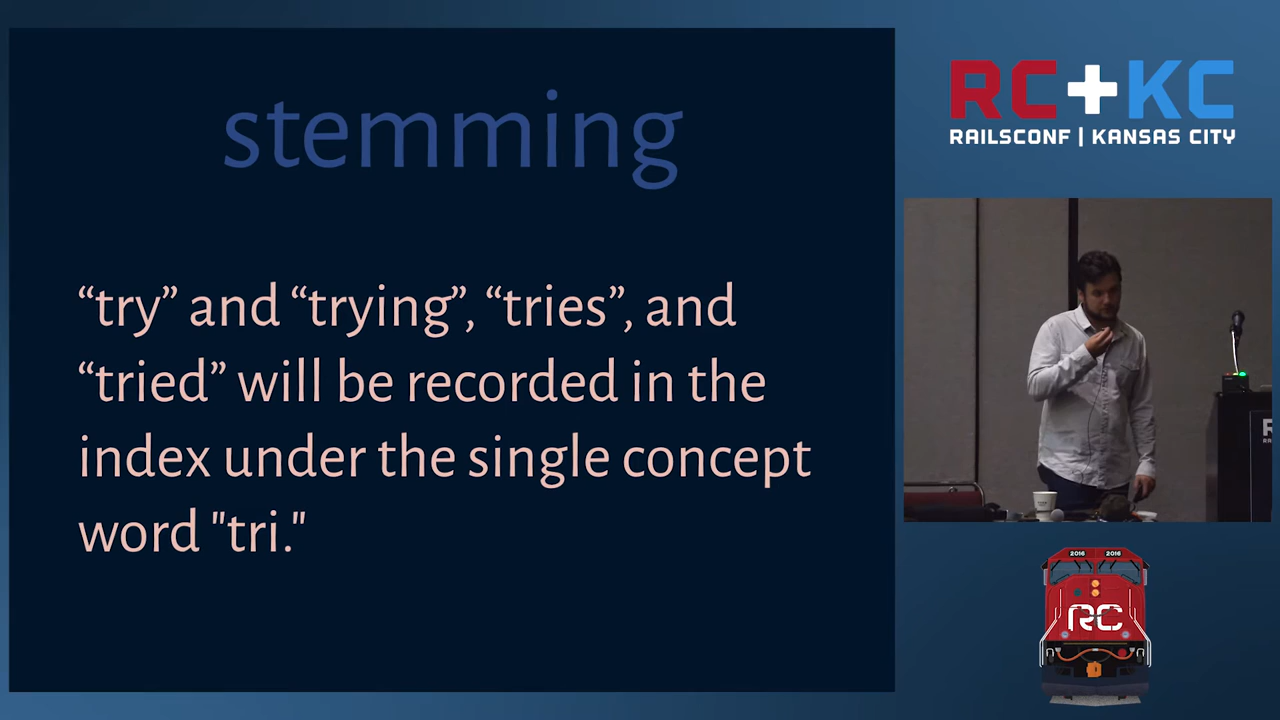 stemming
“try” and “trying”, “tries”, and
“tried” will be recorded in the
index under the single concept
word "tri."
RC+KC
RAILSCONF | KANSAS CITY
2016 2016
RC